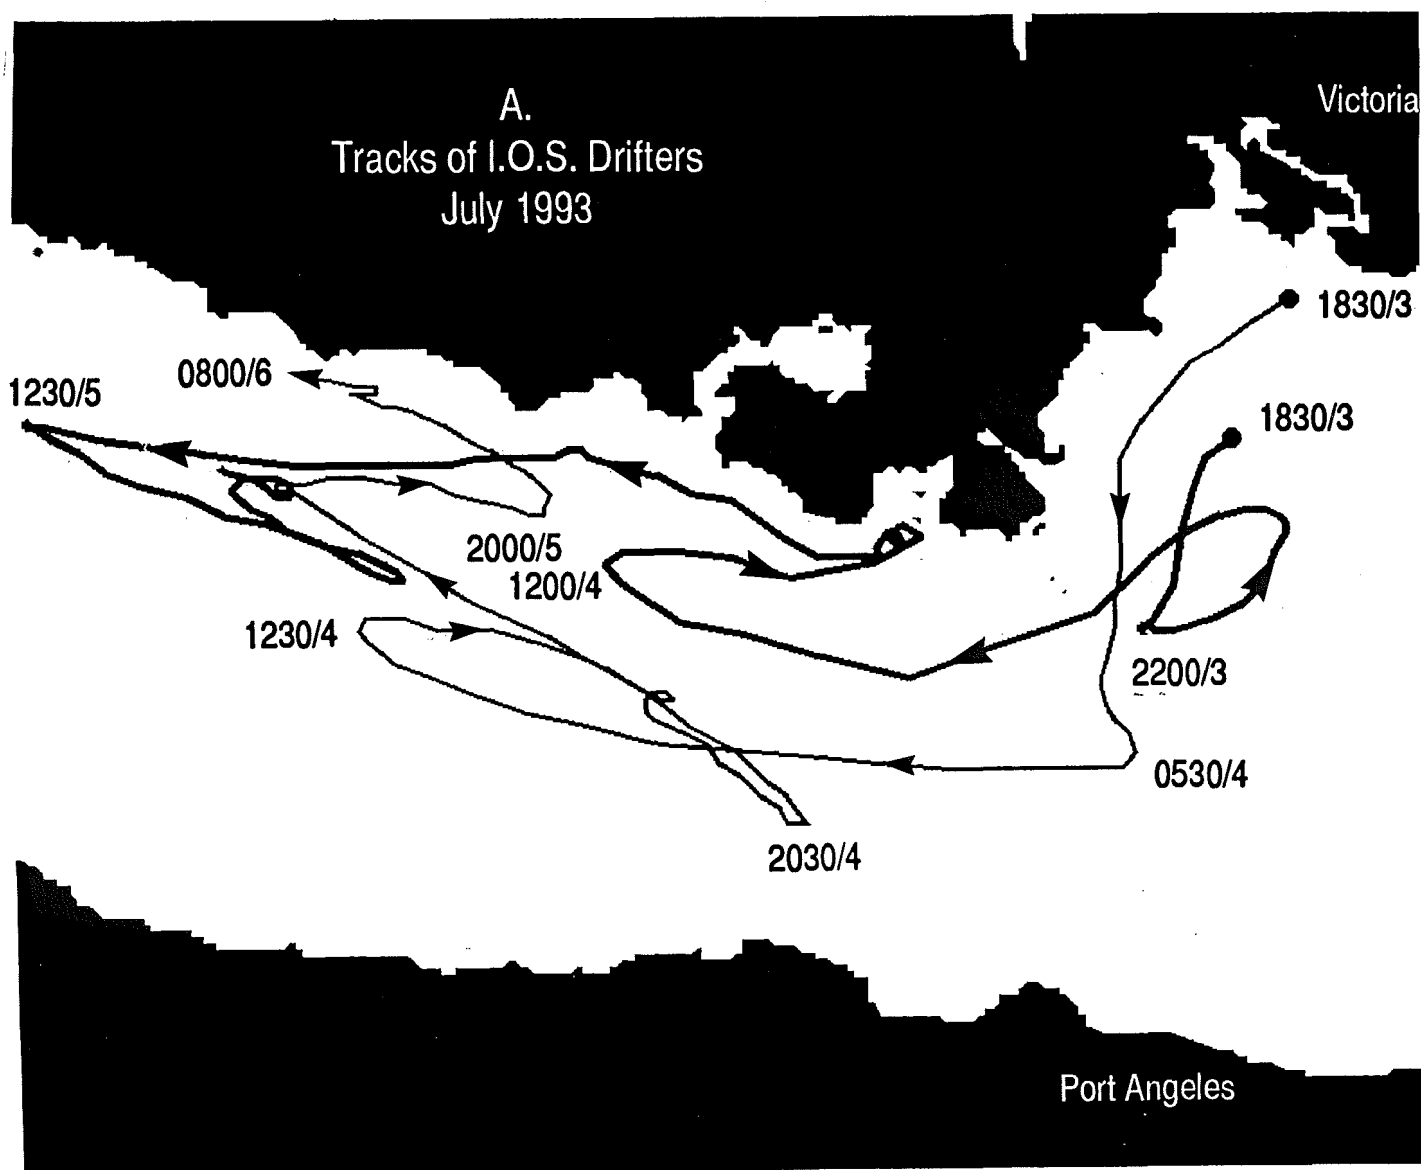 A.
Tracks of I.O.S. Drifters
July 1993
Victoria
1830/3
0800/6
1230/5
1830/3
2000/5
1200/4
1230/4
2200/3
0530/4
2030/4
Port Angeles